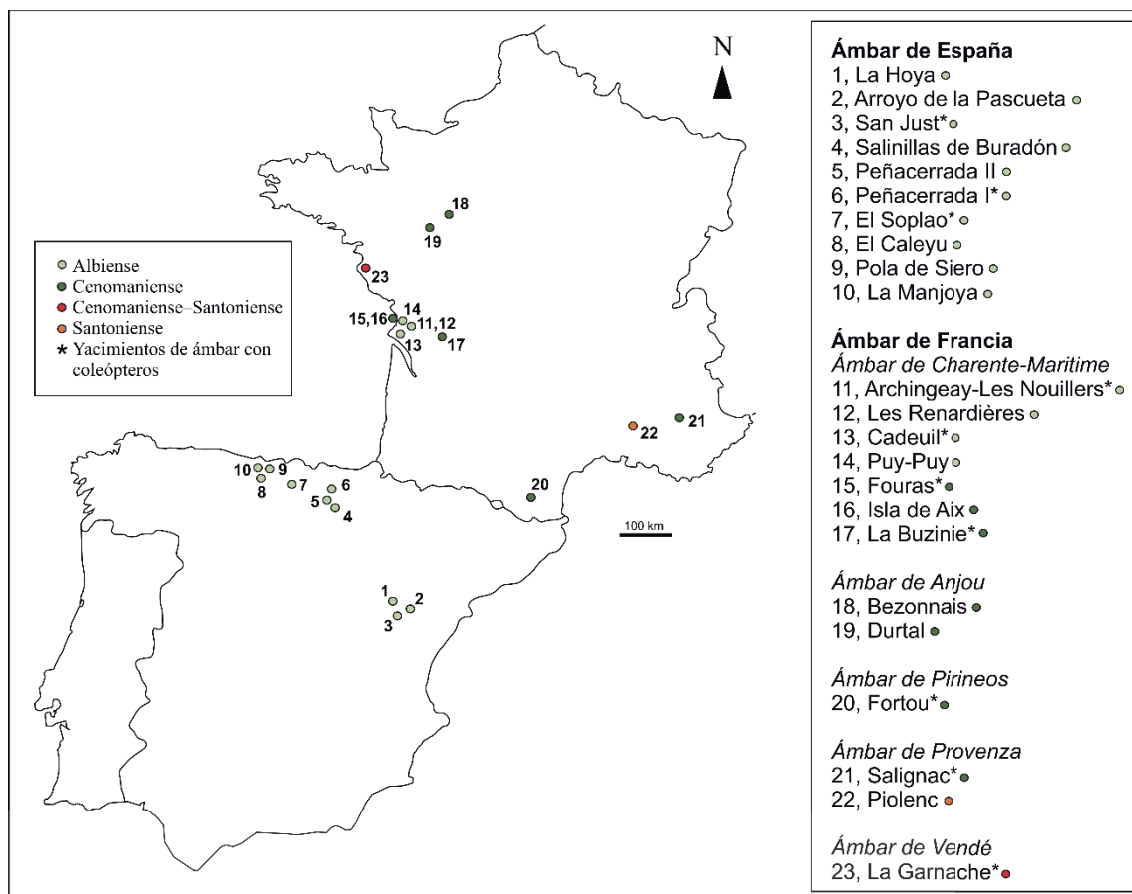 N
18
19
23
14
15,16
11,12
13
17
21
22
20
10
9
8
7
6
5
4
100 km
1
2
3
Albiense
Cenomaniense
Cenomaniense–Santoniense
Santoniense
* Yacimientos de ámbar con
coleópteros
Ámbar de España
1, La Hoya
2, Arroyo de la Pascueta
3, San Just*
4, Salinillas de Buradón
5, Peñacerrada II
6, Peñacerrada I*
7, El Soplao*
8, El Caleyu
9, Pola de Siero
10, La Manjoya
Ámbar de Francia
Ámbar de Charente-Maritime
11, Archingeay-Les Nouillers*
12, Les Renardières
13, Cadeuil*
14, Puy-Puy
15, Fouras*
16, Isla de Aix
17, La Buzinie*
Ámbar de Anjou
18, Bezonnais
19, Durtal
Ámbar de Pirineos
20, Fortou*
Ámbar de Provenza
21, Salignac*
22, Piolenc
Ámbar de Vendé
23, La Garnache*